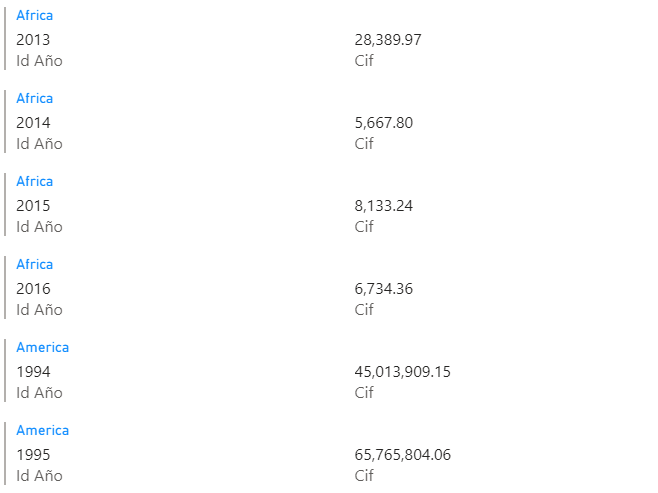 Africa
2013 28,389.97
Id Año Cif
Africa
2014 5,667.80
Id Año Cif
Africa
2015 8,133.24
Id Año Cif
Africa
2016 6,734.36
Id Año Cif
America
1994 45,013,909.15
Id Año Cif
America
1995 65,765,804.06
Id Año Cif